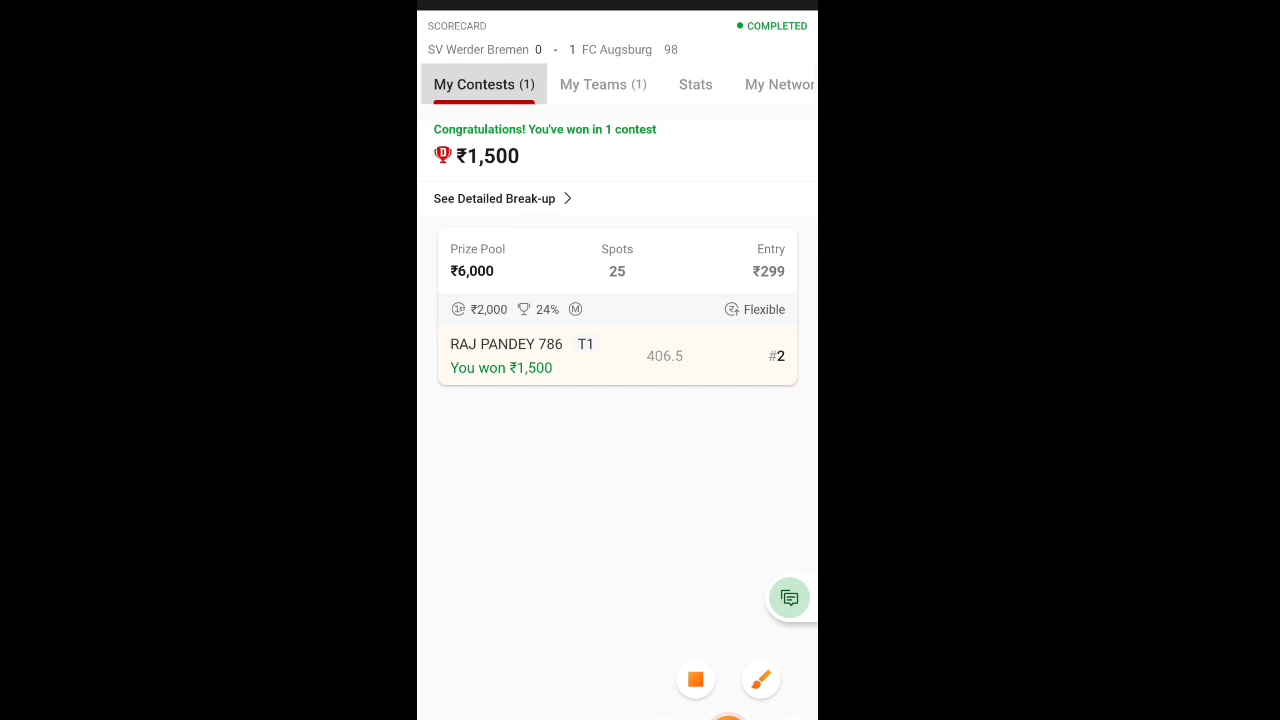 SCORECARD
COMPLETED
SV Werder Bremen 0 - 1 FC Augsburg 98
My Contests (1) My Teams (1) Stats My Networ
Congratulations! You've won in 1 contest
D ₹1,500
See Detailed Break-up
Prize Pool Spots Entry
₹6,000 25 ₹299
1st ₹2,000 24% M Flexible
RAJ PANDEY 786 T1
406.5 #2
You won ₹1,500